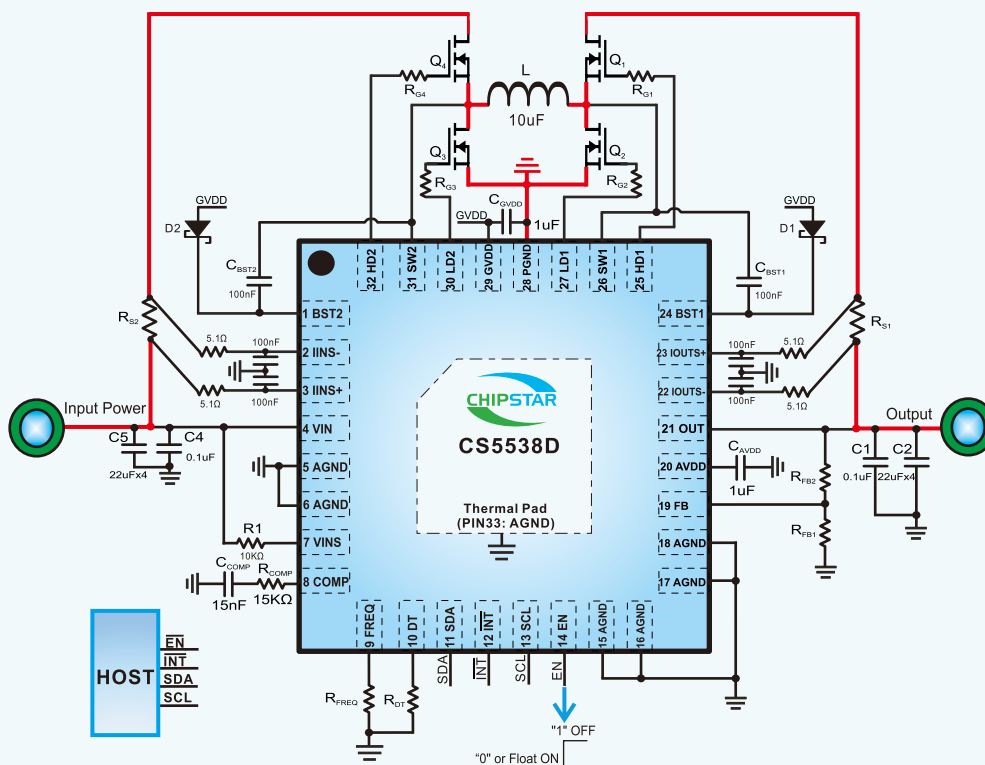 Q4
Q1
L
RG4
RG1
10uF
Q3
Q2
RG3
RG2
GVDD
D2
CGVDD
GVDD
1uF
GVDD
D1
CBST2
100nF
CBST1
100nF
32 HD2
31 SW2
30 LD2
29 GVDD
28 PGND
27 LD1
26 SW1
25 HD1
1 BST2
24 BST1
RS2
RS1
5.1Ω
100nF
2 IINS-
23 IOUTS+
100nF
5.1Ω
3 IINS+
22 IOUTS-
5.1Ω
100nF
100nF
5.1Ω
CHIPSTAR
CS5538D
Thermal Pad
(PIN33: AGND)
Input Power
Output
4 VIN
21 OUT
C5
C4
22uFx4
0.1uF
5 AGND
20 AVDD
CAVDD
1uF
RFB2
C1
C2
0.1uF
22uFx4
6 AGND
19 FB
R1
10KΩ
7 VINS
18 AGND
RFB1
CCOMP
RCOMP
15nF
15KΩ
8 COMP
17 AGND
9 FREQ
10 DT
11 SDA
12 INT
13 SCL
14 EN
15 AGND
16 AGND
SDA
INT
SCL
EN
HOST
EN
INT
SDA
SCL
RFREQ
RDT
"1" OFF
"0" or Float ON